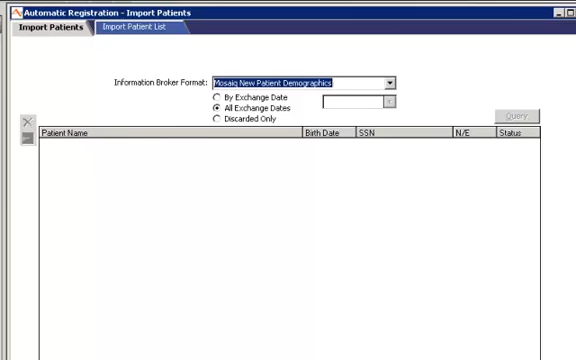 Automatic Registration - Import Patients
Import Patients Import Patient List
Information Broker Format: Mosaiq New Patient Demographics
By Exchange Date
All Exchange Dates
Discarded Only
Query
Patient Name Birth Date SSN N/E Status